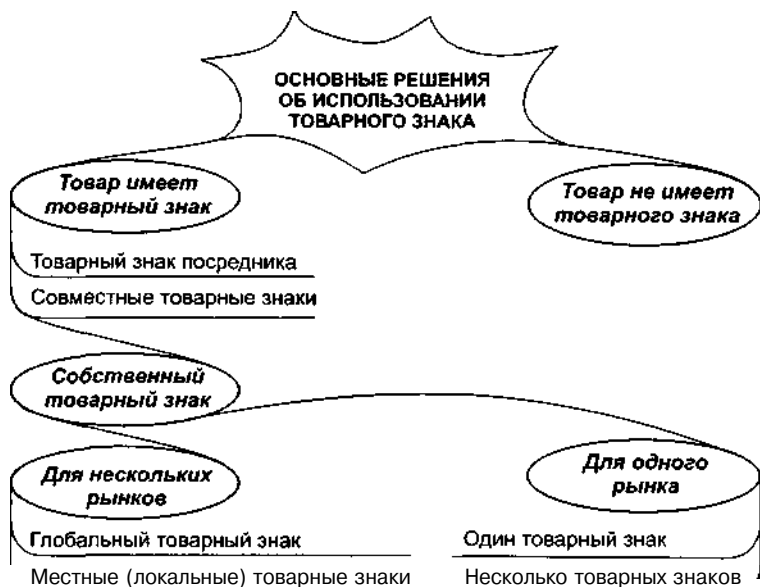 ОСНОВНЫЕ РЕШЕНИЯ
ОБ ИСПОЛЬЗОВАНИИ
ТОВАРНОГО ЗНАКА
Товар имеет
товарный знак
Товар не имеет
товарного знака
Товарный знак посредника
Совместные товарные знаки
Собственный
товарный знак
Для нескольких
рынков
Для одного
рынка
Глобальный товарный знак
Местные (локальные) товарные знаки
Один товарный знак
Несколько товарных знаков